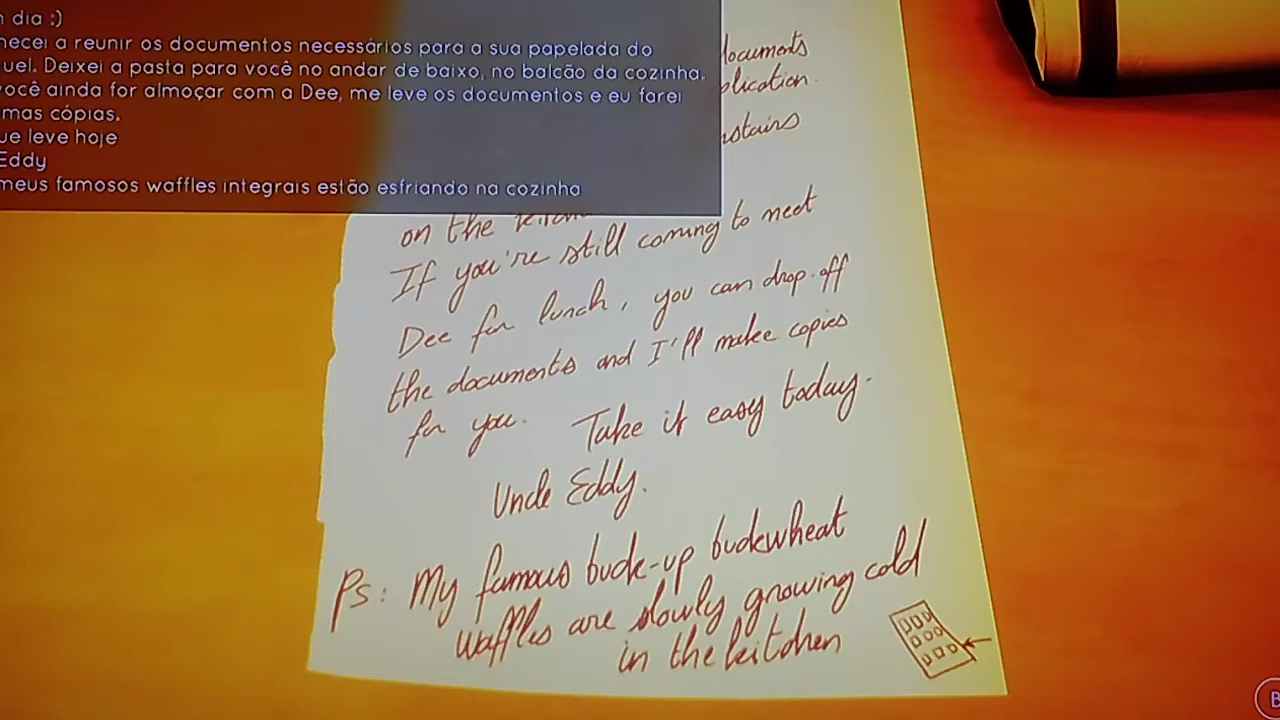 dia :)
os documentos necessários para a sua papelada do
Deixei a pasta para você no andar de baixo, no balcão da cozinha.
você ainda for almoçar com a Dee, me leve os documentos e eu farei
mas cópias.
ue leve hoje
Eddy
meus famosos waffles integrais estão esfriando na cozinha
documents
plication
nstairs
on the
If you're still coming to meet
Dee for lunch, you can drop off
the documents and I'll make copies
for you. Take it easy today.
Uncle Eddy.
Ps: My famous buck-up buckwheat
waffles are slowly growing cold
in the kitchen
B